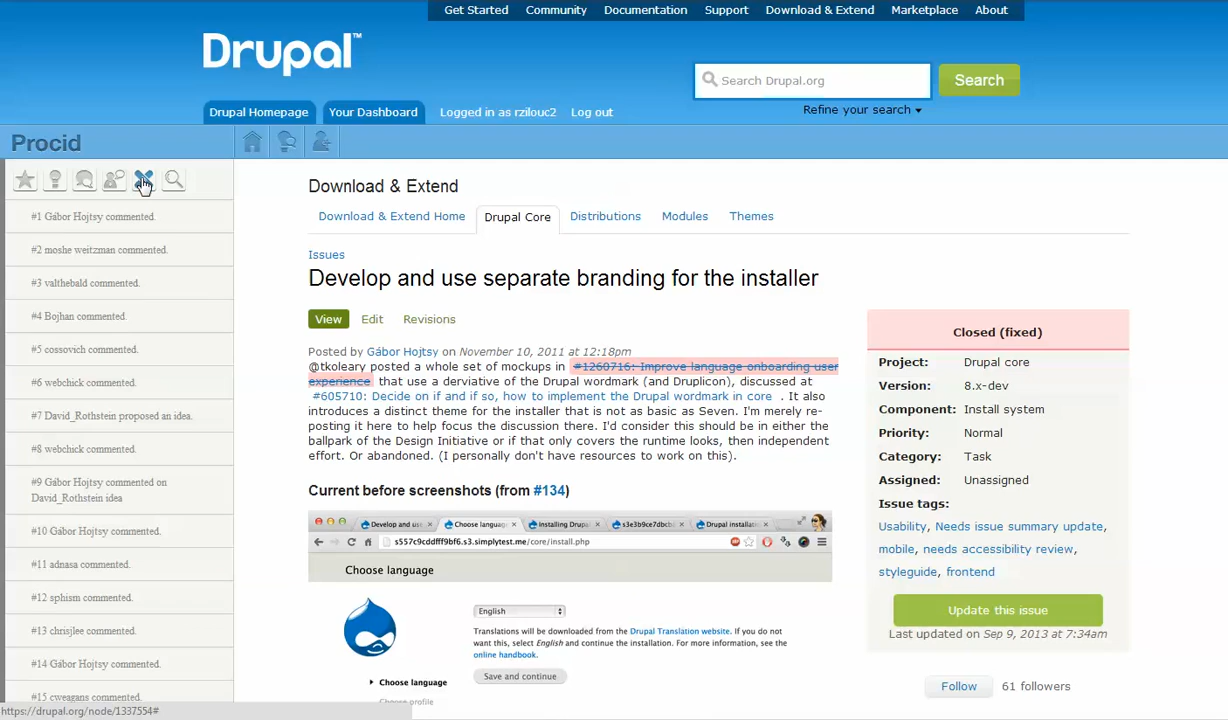 Get Started Community Documentation Support Download & Extend Marketplace About
Drupal™
Search Drupal.org Search
Refine your search
Drupal Homepage Your Dashboard Logged in as rzilouc2 Log out
Procid
#1 Gábor Hojtsy commented.
#2 moshe weitzman commented.
#3 valthebald commented.
#4 Bojhan commented.
#5 cossovich commented.
#6 webchick commented.
#7 David_Rothstein proposed an idea.
#8 webchick commented.
#9 Gábor Hojtsy commented on
David_Rothstein idea
#10 Gábor Hojtsy commented.
#11 adnasa commented.
#12 sphism commented.
#13 chrisjlee commented.
#14 Gábor Hojtsy commented.
#15 cweagans commented.
https://drupal.org/node/1337554#
Download & Extend
Download & Extend Home Drupal Core Distributions Modules Themes
Issues
Develop and use separate branding for the installer
View Edit Revisions
Posted by Gábor Hojtsy on November 10, 2011 at 12:18pm
@tkoleary posted a whole set of mockups in #1260716: Improve language onboarding user
experience that use a derviative of the Drupal wordmark (and Druplicon), discussed at
#605710: Decide on if and if so, how to implement the Drupal wordmark in core . It also
introduces a distinct theme for the installer that is not as basic as Seven. I'm merely re-
posting it here to help focus the discussion there. I'd consider this should be in either the
ballpark of the Design Initiative or if that only covers the runtime looks, then independent
effort. Or abandoned. (I personally don't have resources to work on this).
Current before screenshots (from #134)
Develop and use Choose language Installing Drupal s3e3b9ce7dbcb Drupal installat
s557c9cddfff9bf6.s3.simplytest.me/core/install.php
Choose language
English
Translations will be downloaded from the Drupal Translation website. If you do not
want this, select English and continue the installation. For more information, see the
online handbook.
Save and continue
Choose language
Choose profile
Closed (fixed)
Project: Drupal core
Version: 8.x-dev
Component: Install system
Priority: Normal
Category: Task
Assigned: Unassigned
Issue tags:
Usability, Needs issue summary update,
mobile, needs accessibility review,
styleguide, frontend
Update this issue
Last updated on Sep 9, 2013 at 7:34am
Follow 61 followers